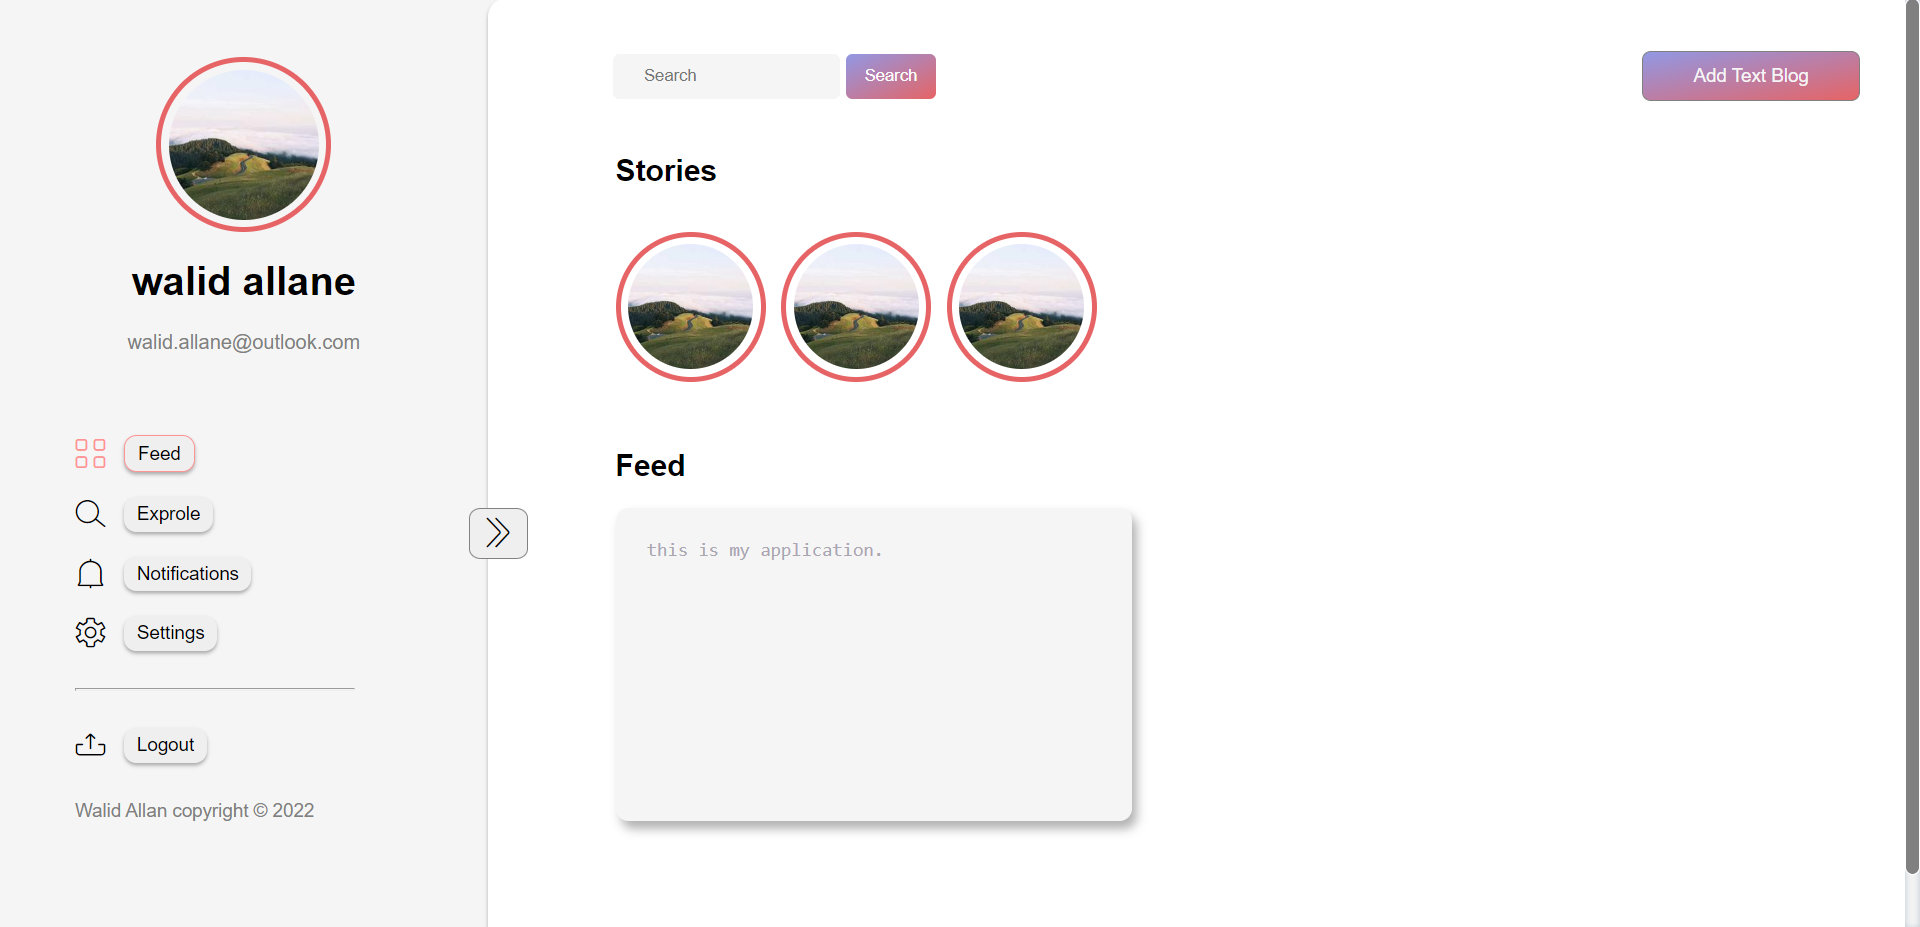 walid allane
walid.allane@outlook.com
Feed
Exprole
Notifications
Settings
Logout
Walid Allan copyright © 2022
Search
Search
Add Text Blog
Stories
Feed
this is my application.